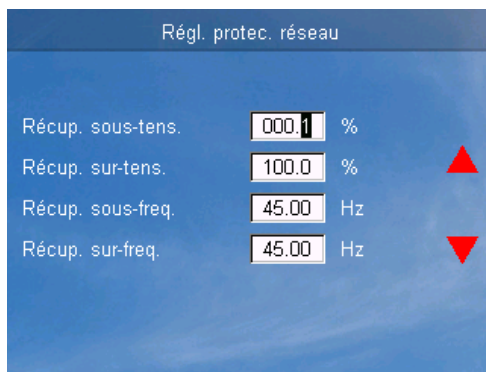 Régl. protec. réseau
Récup. sous-tens. 000.1 %
Récup. sur-tens. 100.0 %
Récup. sous-freq. 45.00 Hz
Récup. sur-freq. 45.00 Hz